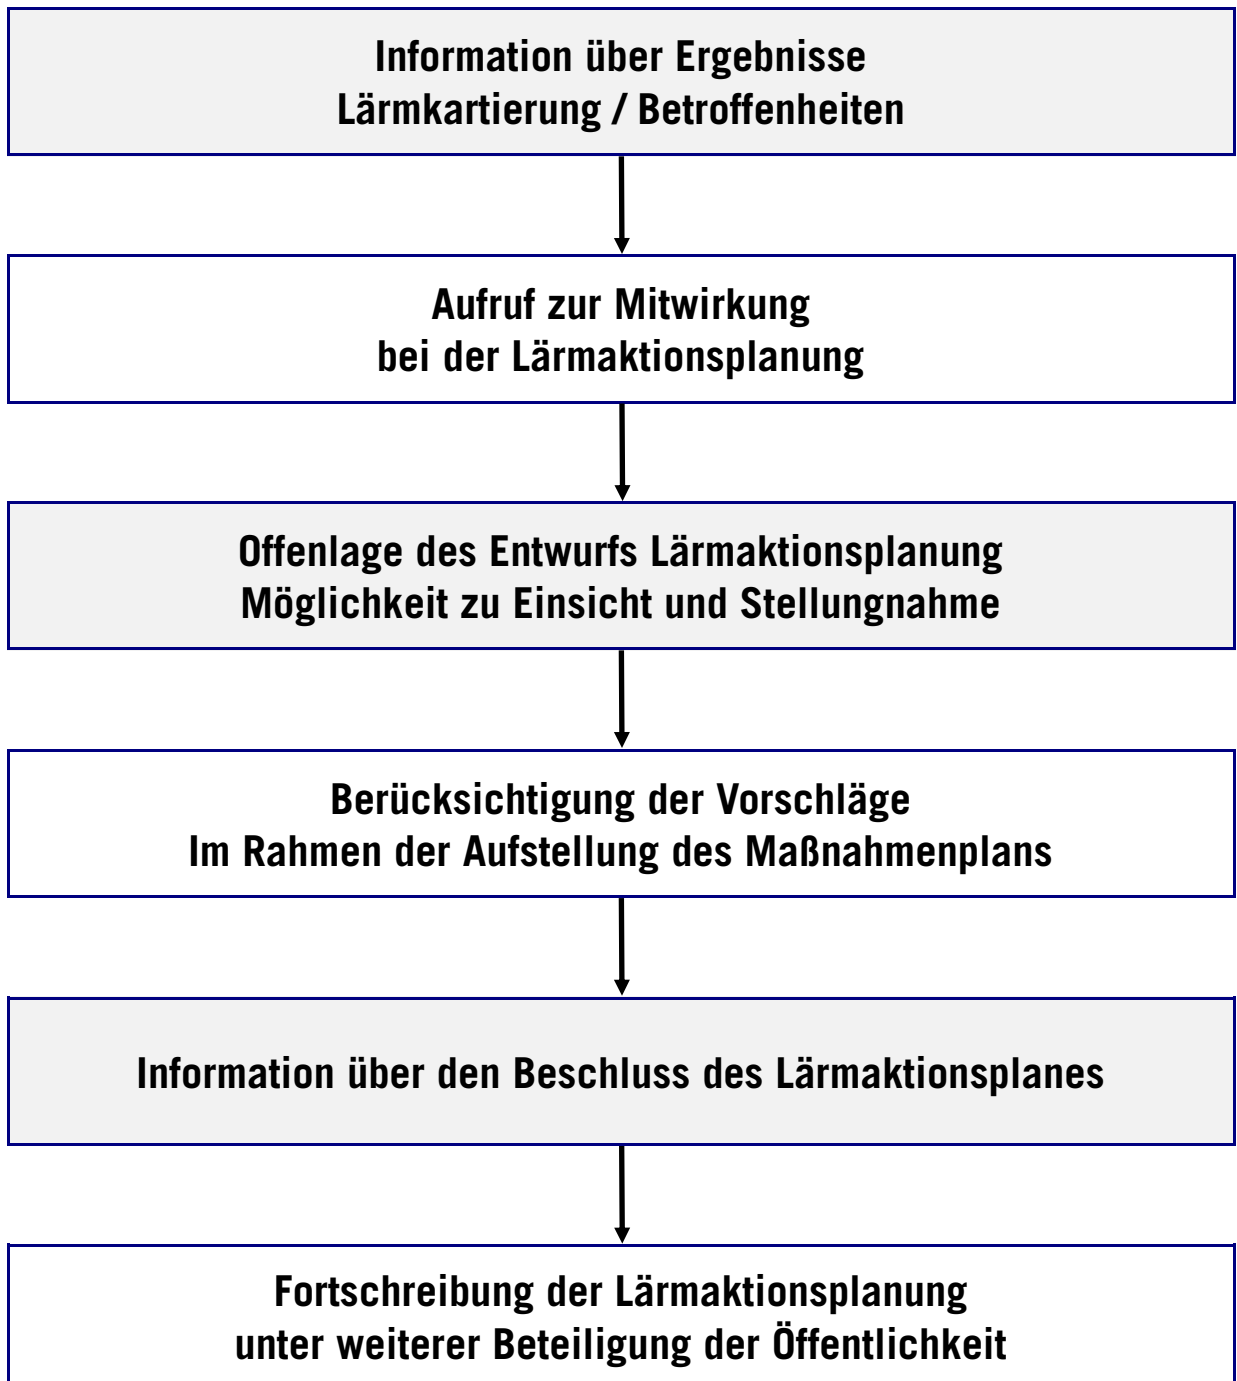 Information über Ergebnisse
Lärmkartierung / Betroffenheiten
Aufruf zur Mitwirkung
bei der Lärmaktionsplanung
Offenlage des Entwurfs Lärmaktionsplanung
Möglichkeit zu Einsicht und Stellungnahme
Berücksichtigung der Vorschläge
Im Rahmen der Aufstellung des Maßnahmenplans
Information über den Beschluss des Lärmaktionsplanes
Fortschreibung der Lärmaktionsplanung
unter weiterer Beteiligung der Öffentlichkeit